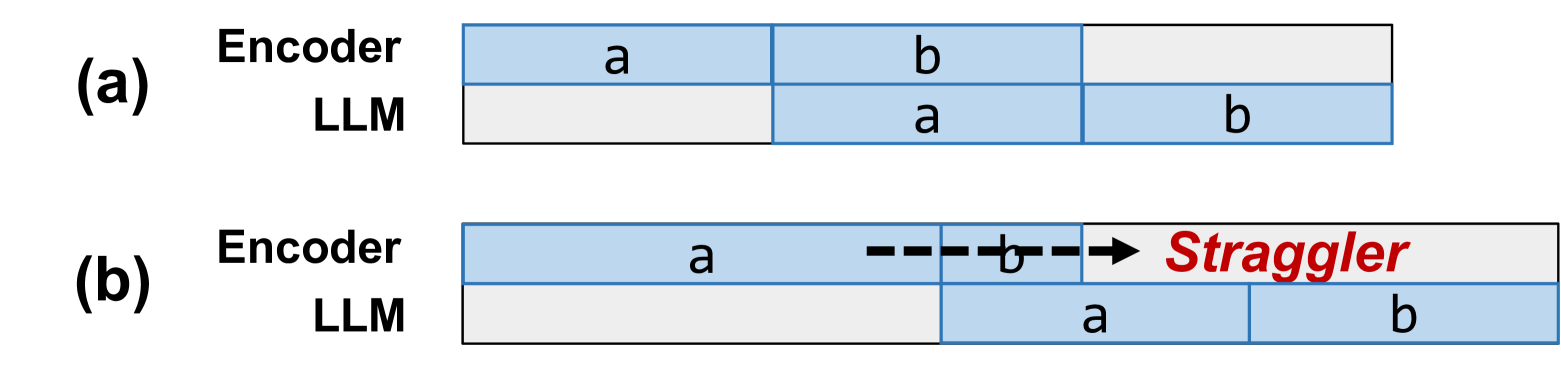 (a)
Encoder a b
LLM a b
(b)
Encoder a b Straggler
LLM a b